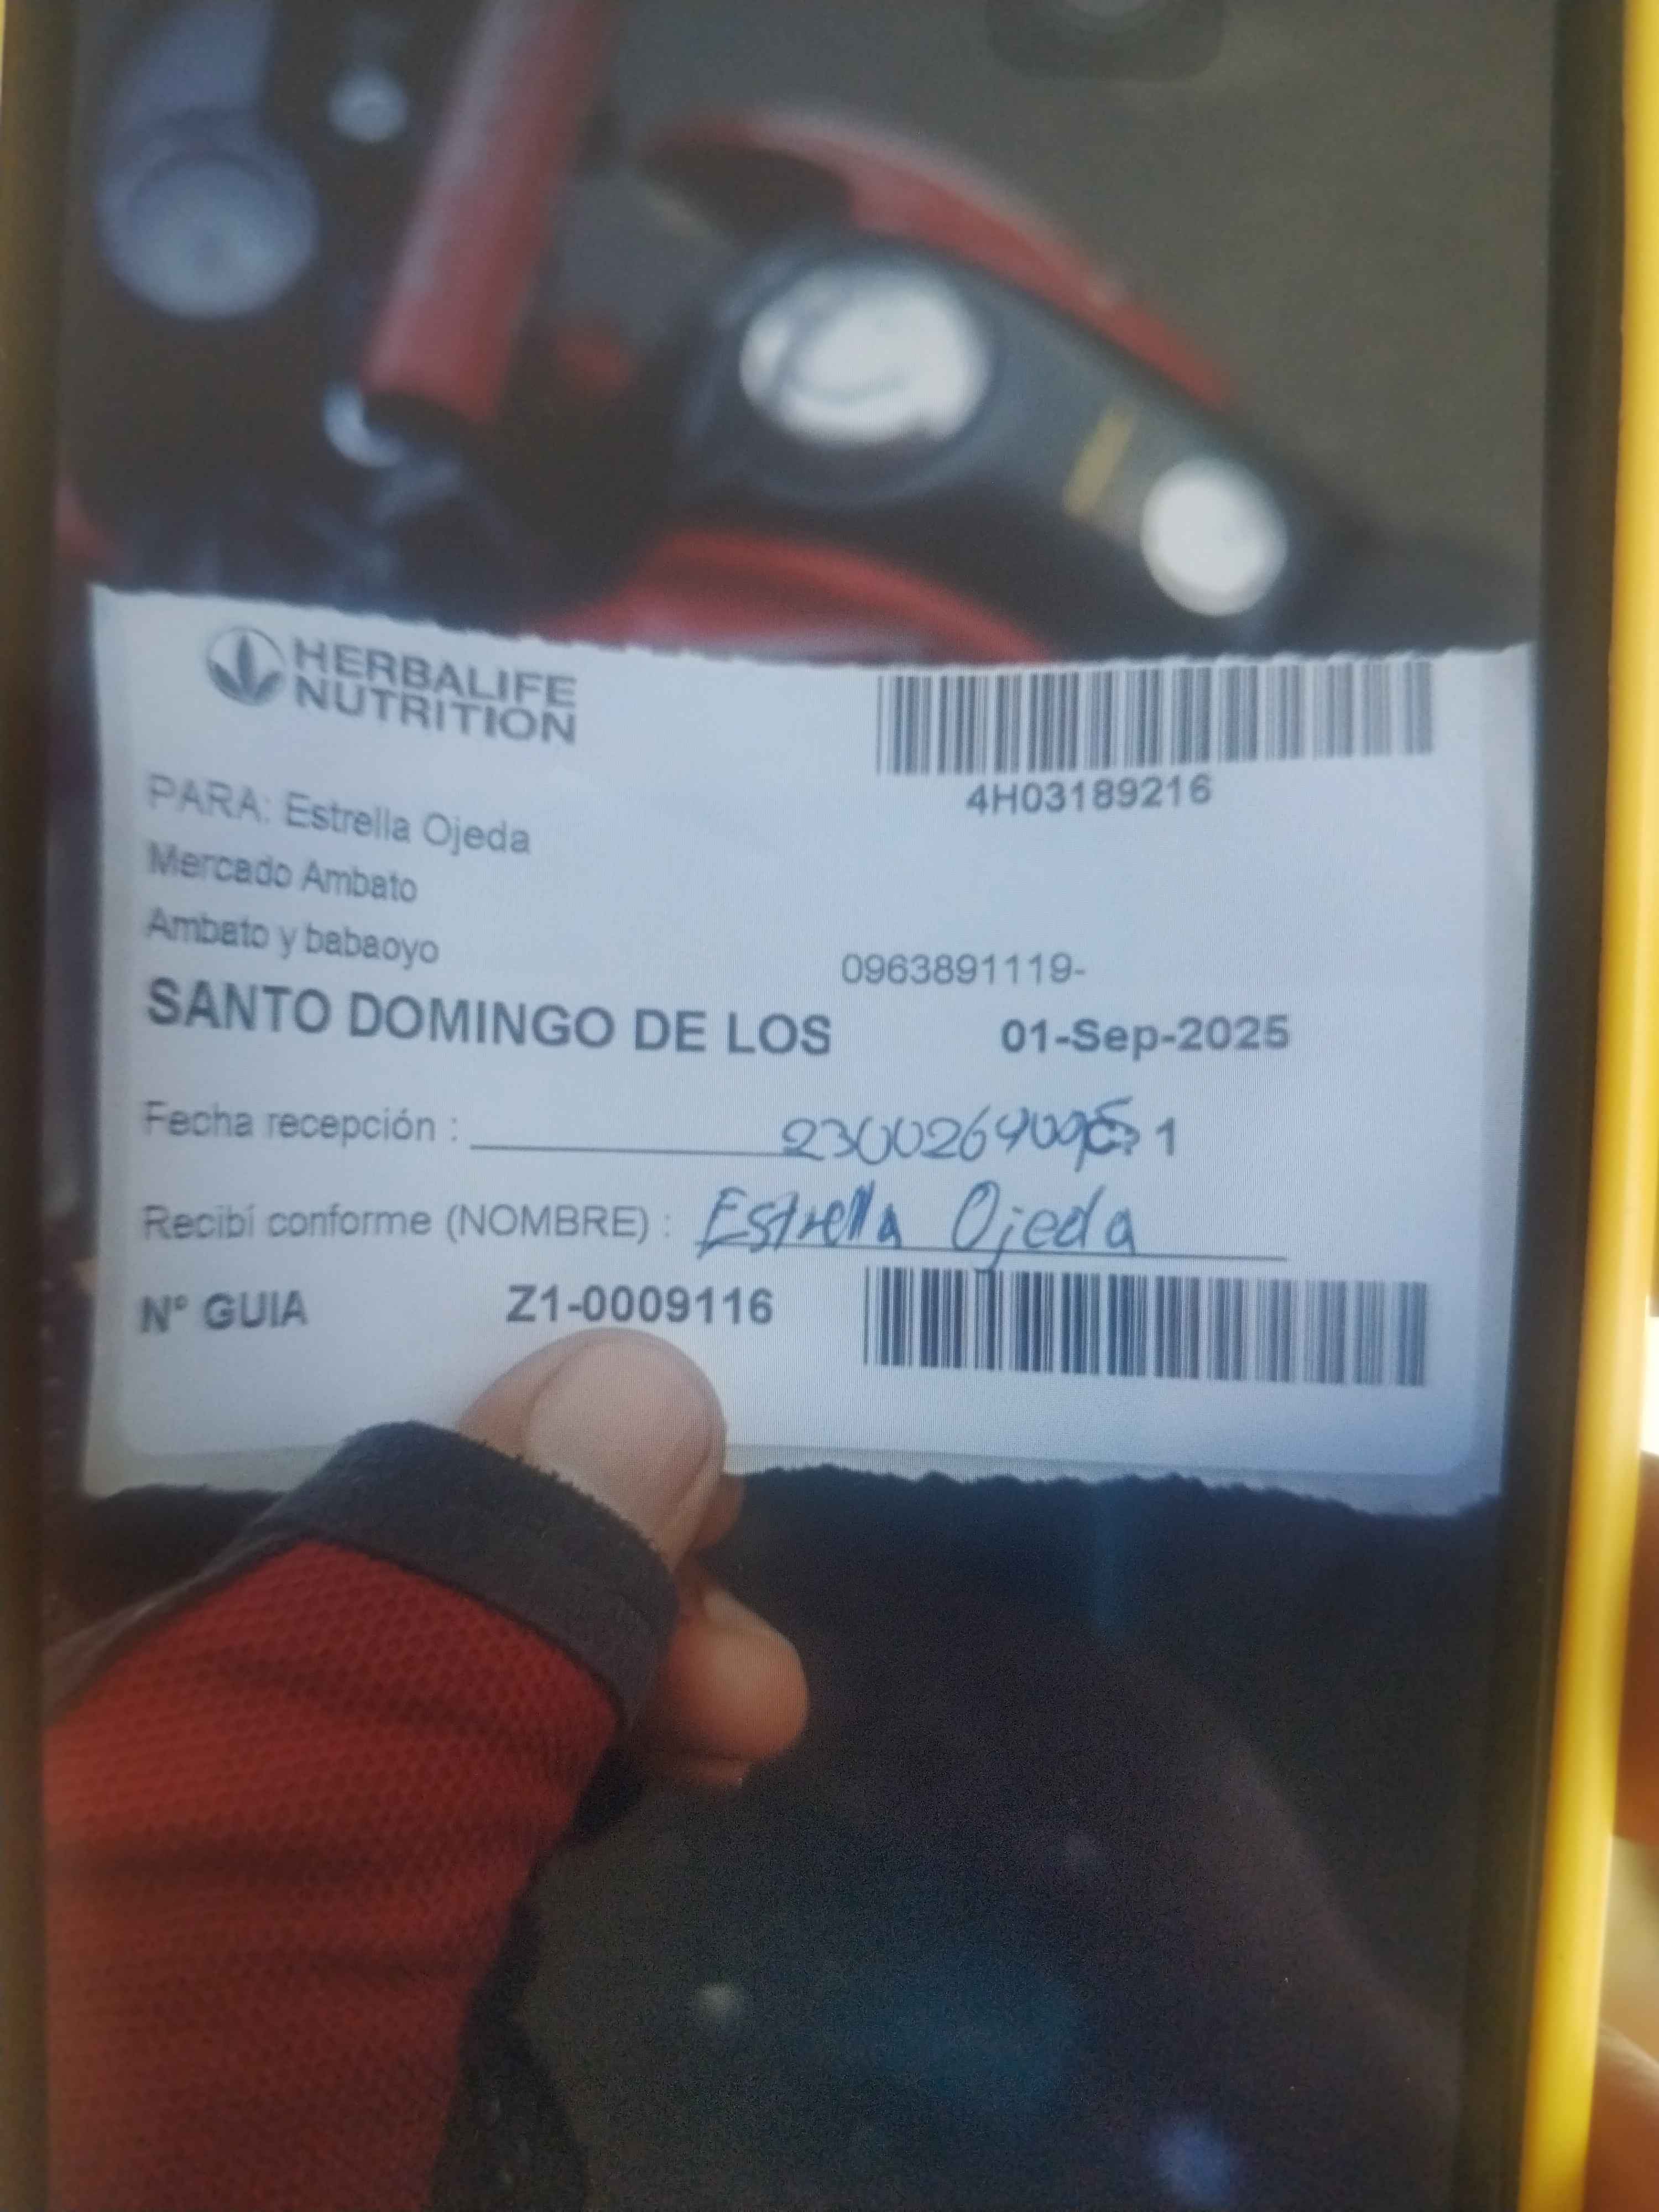 HERBALIFE
NUTRITION
4H03189216
PARA: Estrella Ojeda
Mercado Ambato
Ambato y babaoyo
0963891119-
SANTO DOMINGO DE LOS 01-Sep-2025
Fecha recepción : 1
Recibí conforme (NOMBRE) : Estrella Ojeda
N° GUIA Z1-0009116